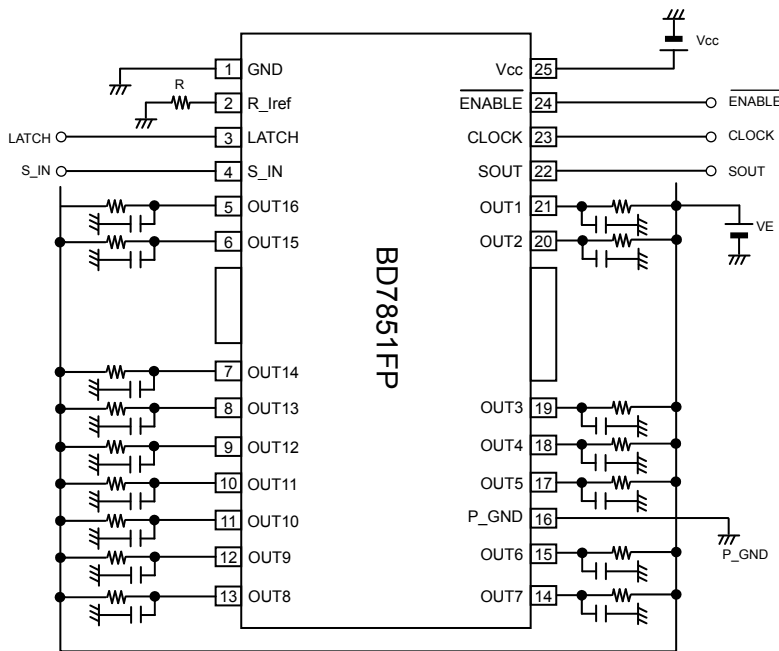 Vcc
1 GND Vcc 25
R
2 R_Iref ENABLE 24 ENABLE
LATCH 3 LATCH CLOCK 23 CLOCK
S_IN 4 S_IN SOUT 22 SOUT
5 OUT16 OUT1 21
6 OUT15 OUT2 20
VE
BD7851FP
7 OUT14
8 OUT13 OUT3 19
9 OUT12 OUT4 18
10 OUT11 OUT5 17
11 OUT10 P_GND 16
P_GND
12 OUT9 OUT6 15
13 OUT8 OUT7 14